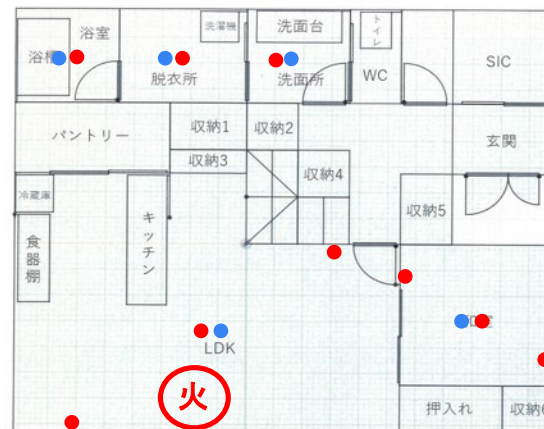 浴室
浴槽
洗濯機
脱衣所
洗面台
洗面所
トイレ
WC
SIC
パントリー
収納1
収納2
収納3
収納4
玄関
冷蔵庫
食器棚
キッチン
収納5
LDK
火
押入れ
収納6